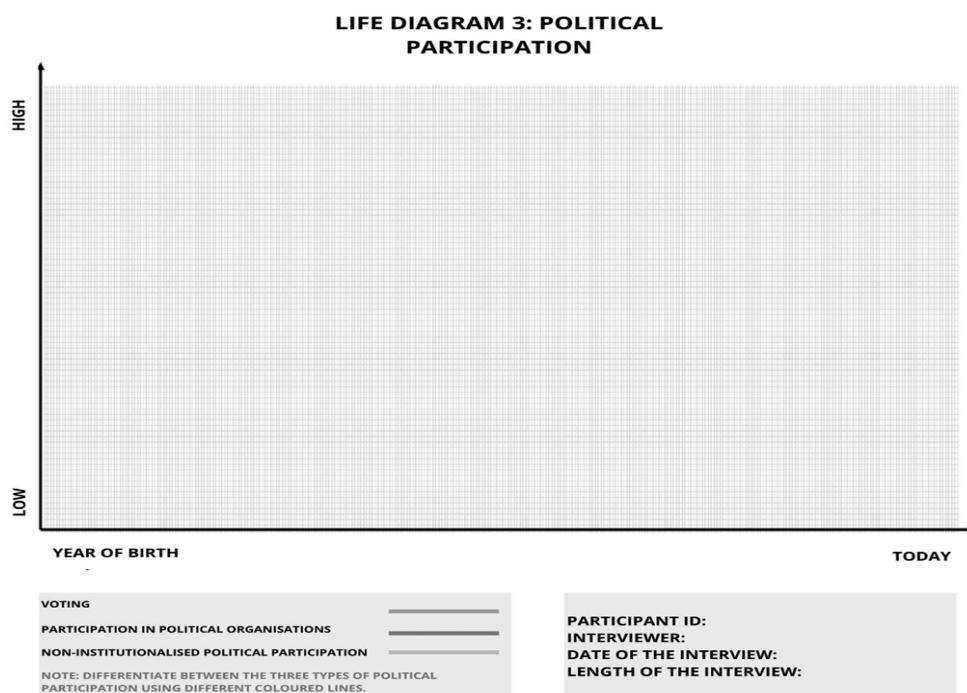 LIFE DIAGRAM 3: POLITICAL
PARTICIPATION
HIGH
LOW
YEAR OF BIRTH
TODAY
VOTING
PARTICIPATION IN POLITICAL ORGANISATIONS
NON-INSTITUTIONALISED POLITICAL PARTICIPATION
NOTE: DIFFERENTIATE BETWEEN THE THREE TYPES OF POLITICAL
PARTICIPATION USING DIFFERENT COLOURED LINES.
PARTICIPANT ID:
INTERVIEWER:
DATE OF THE INTERVIEW:
LENGTH OF THE INTERVIEW: